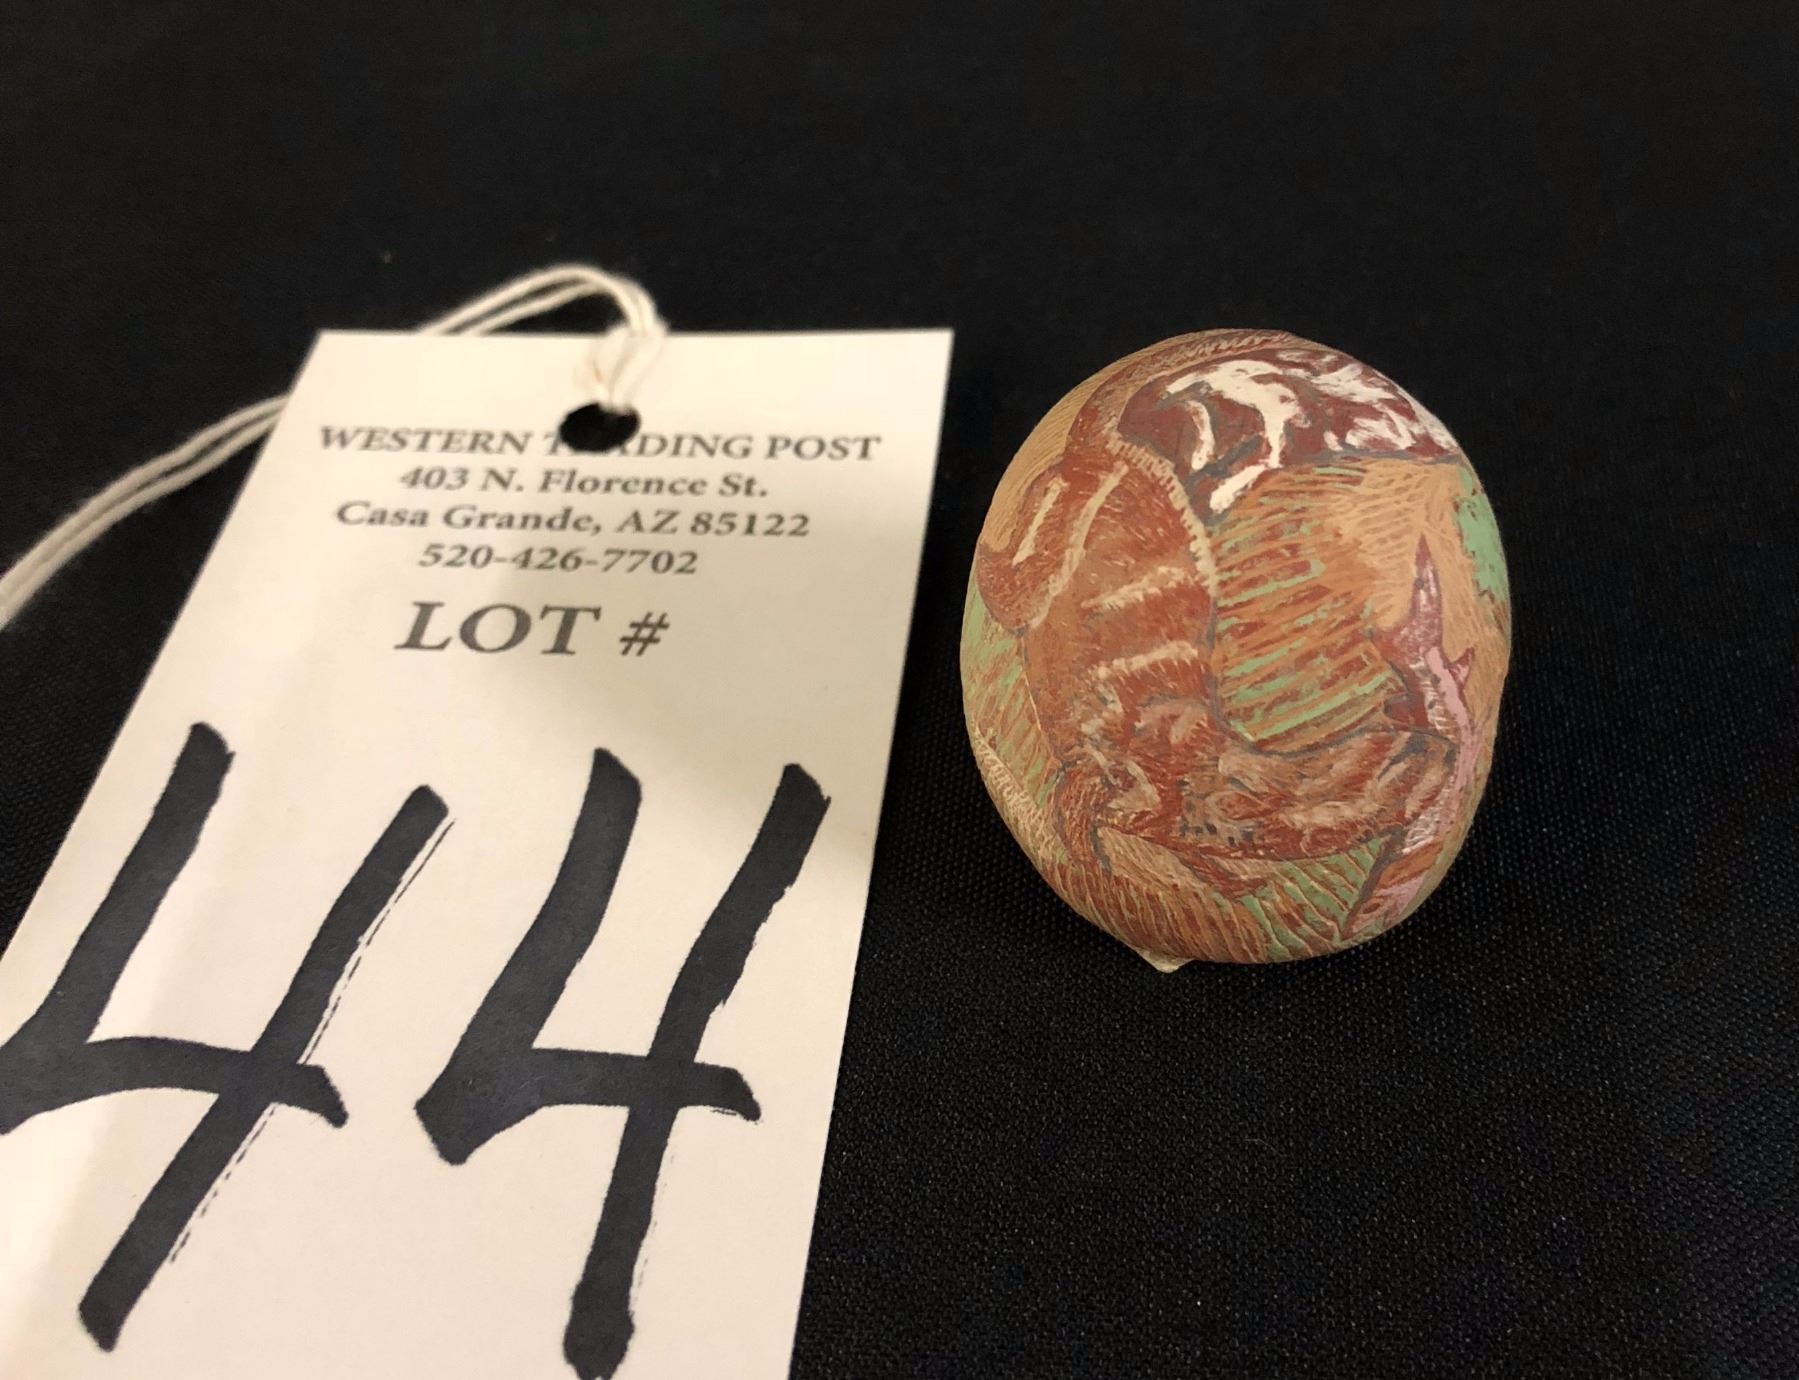 WESTERN TRADING POST
403 N. Florence St.
Casa Grande, AZ 85122
520-426-7702
LOT #
44